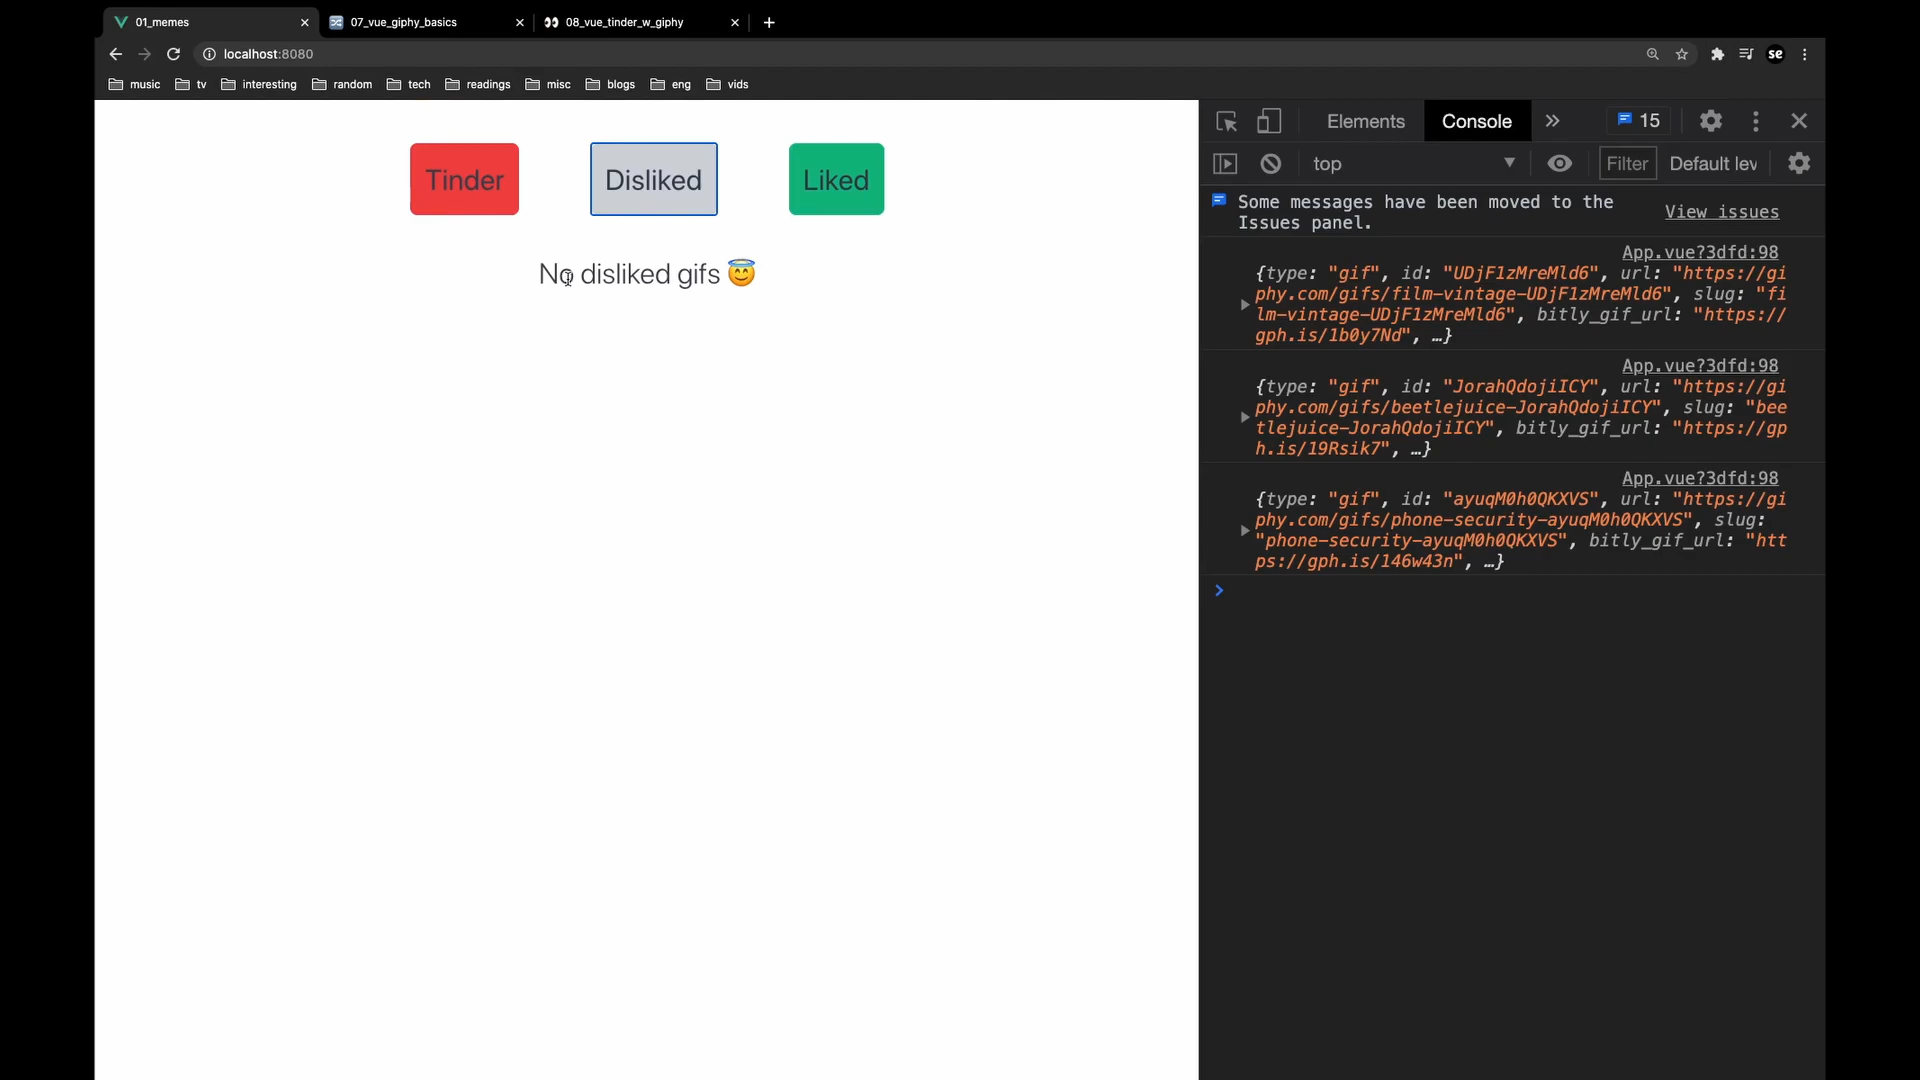 01_memes
07_vue_giphy_basics
08_vue_tinder_w_giphy
localhost:8080
se
music tv interesting random tech readings misc blogs eng vids
Tinder Disliked Liked
No disliked gifs 😇
Elements Console » 15
top Filter Default lev
Some messages have been moved to the
Issues panel.
View issues
App.vue?3dfd:98
{type: "gif", id: "UDjF1zMreMld6", url: "https://gi
phy.com/gifs/film-vintage-UDjF1zMreMld6", slug: "fi
lm-vintage-UDjF1zMreMld6", bitly_gif_url: "https://
gph.is/1b0y7Nd", …}
App.vue?3dfd:98
{type: "gif", id: "JorahQdojiICY", url: "https://gi
phy.com/gifs/beetlejuice-JorahQdojiICY", slug: "bee
tlejuice-JorahQdojiICY", bitly_gif_url: "https://gp
h.is/19Rsik7", …}
App.vue?3dfd:98
{type: "gif", id: "ayuqM0h0QKXVS", url: "https://gi
phy.com/gifs/phone-security-ayuqM0h0QKXVS", slug:
"phone-security-ayuqM0h0QKXVS", bitly_gif_url: "htt
ps://gph.is/146w43n", …}